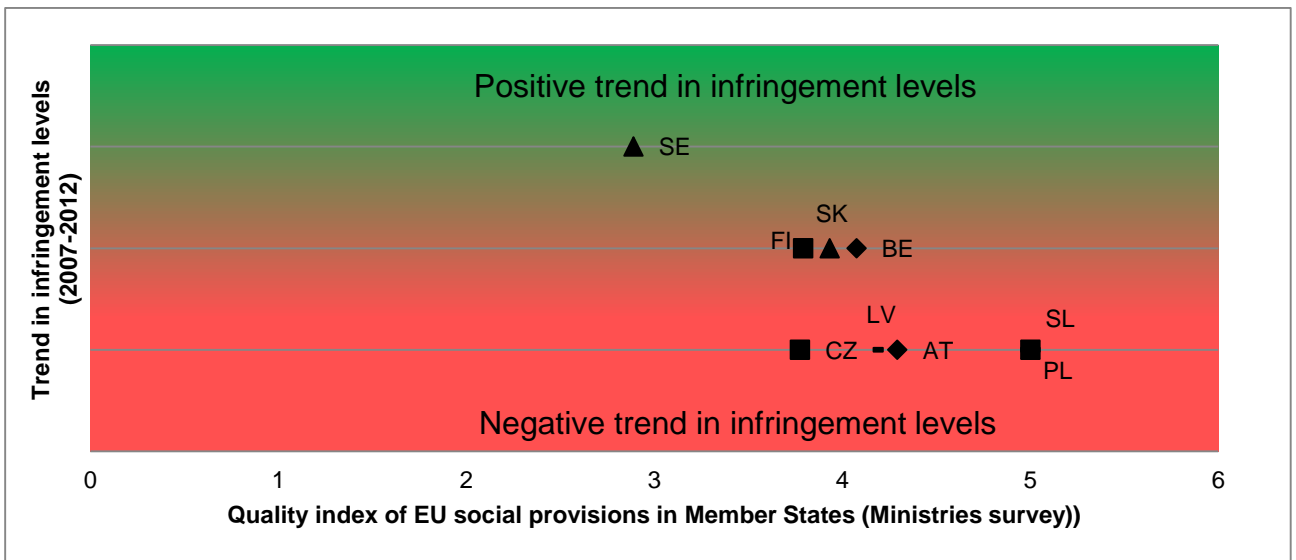 Positive trend in infringement levels
SE
SK
FI
BE
LV
SL
CZ
AT
PL
Negative trend in infringement levels
Trend in infringement levels
(2007-2012)
0 1 2 3 4 5 6
Quality index of EU social provisions in Member States (Ministries survey))